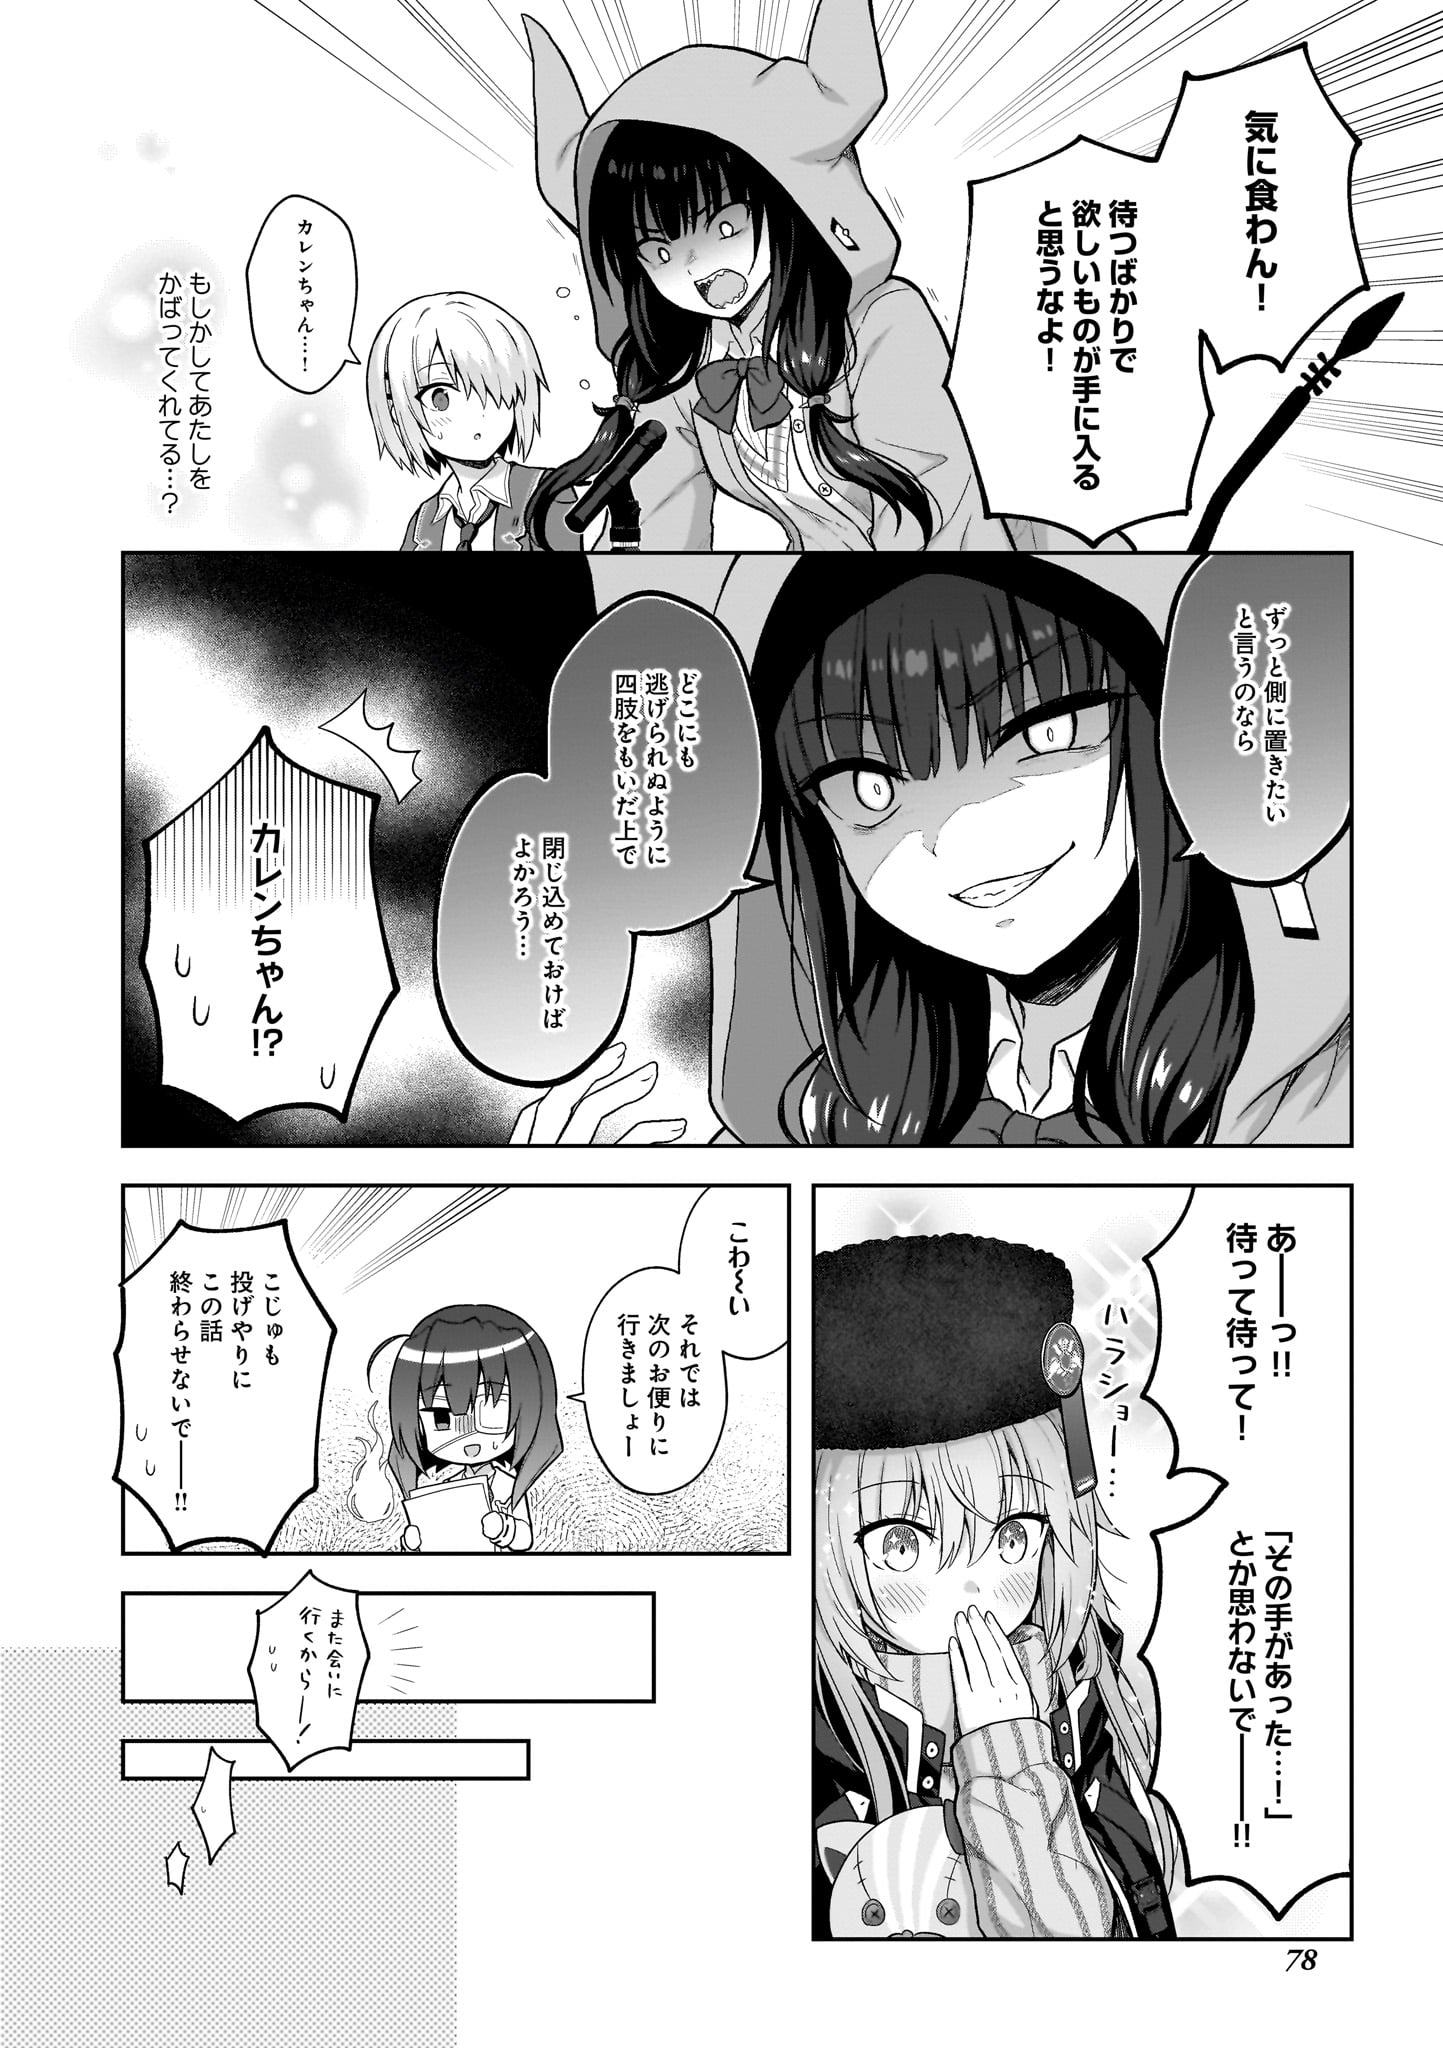 気に食わん！
待つばかりで
欲しいものが手に入る
と思うなよ！
カレンちゃん…！
もしかしてあたしを
かばってくれてる…？
ずっと側に置きたい
と言うのなら
どこにも
逃げられぬように
四肢をもいだ上で
閉じ込めておけば
よかろう…
カレンちゃん!?
あーーっ!!
待って待って！
「その手があった…！」
とか思わないでーーー!!
ハラショー…
こわ〜い
それでは
次のお便りに
行きましょー
こじゅも
投げやりに
この話
終わらせないでーー!!
また会いに
行くからー！
78